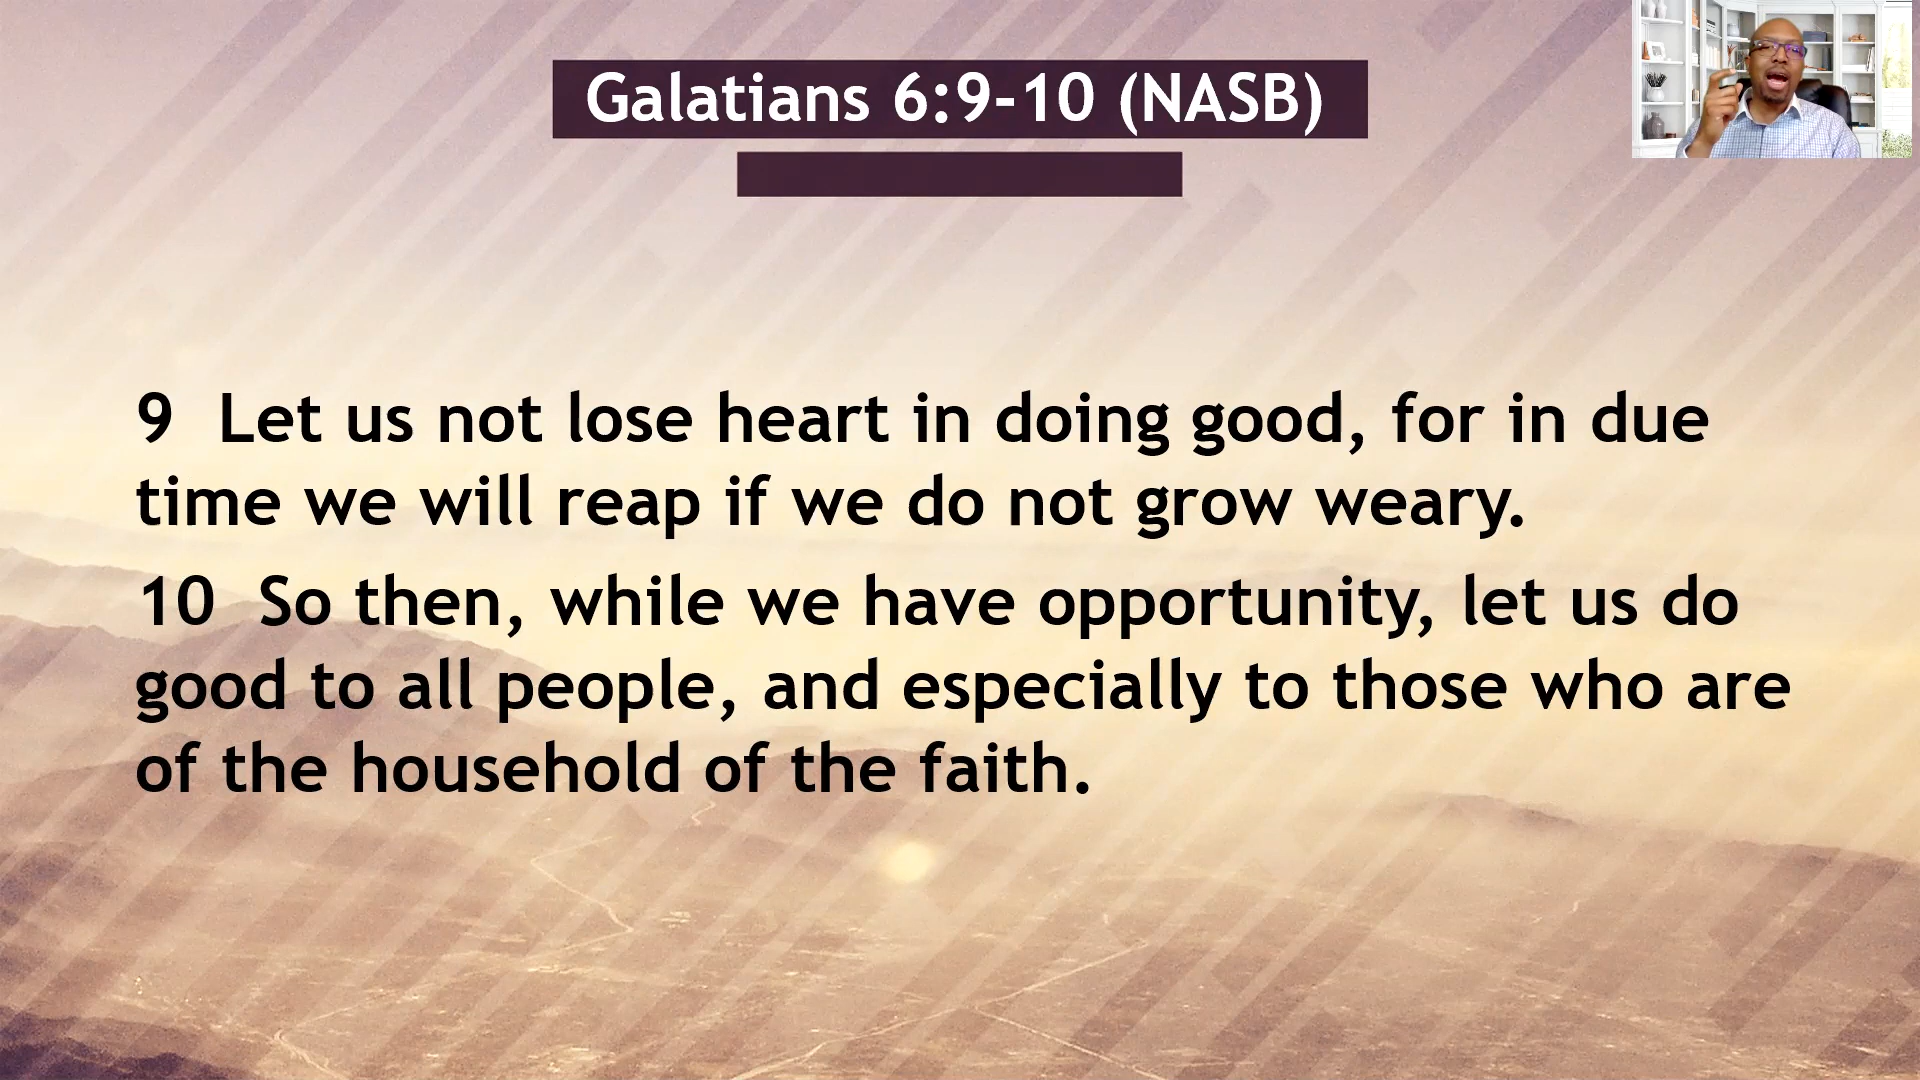 Galatians 6:9-10 (NASB)
9 Let us not lose heart in doing good, for in due
time we will reap if we do not grow weary.
10 So then, while we have opportunity, let us do
good to all people, and especially to those who are
of the household of the faith.